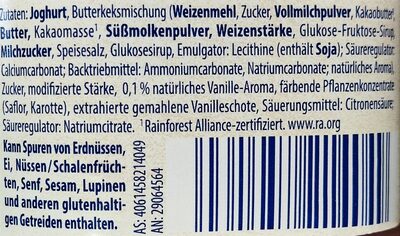 Zutaten: Joghurt, Butterkeksmischung (Weizenmehl, Zucker, Vollmilchpulver, Kakaobutter¹,
Butter, Kakaomasse¹, Süßmolkenpulver, Weizenstärke, Glukose-Fruktose-Sirup,
Milchzucker, Speisesalz, Glukosesirup, Emulgator: Lecithine (enthält Soja); Säureregulator:
Calciumcarbonat; Backtriebmittel: Ammoniumcarbonate, Natriumcarbonate; natürliches Aroma),
Zucker, modifizierte Stärke, 0,1 % natürliches Vanille-Aroma, färbende Pflanzenkonzentrate
(Saflor, Karotte), extrahierte gemahlene Vanilleschote, Säuerungsmittel: Citronensäure;
Säureregulator: Natriumcitrate. ¹Rainforest Alliance-zertifiziert. www.ra.org
Kann Spuren von Erdnüssen,
Ei, Nüssen/Schalenfrüch-
ten, Senf, Sesam, Lupinen
und anderen glutenhalti-
gen Getreiden enthalten.
AS: 4061458214049
AN: 29064564